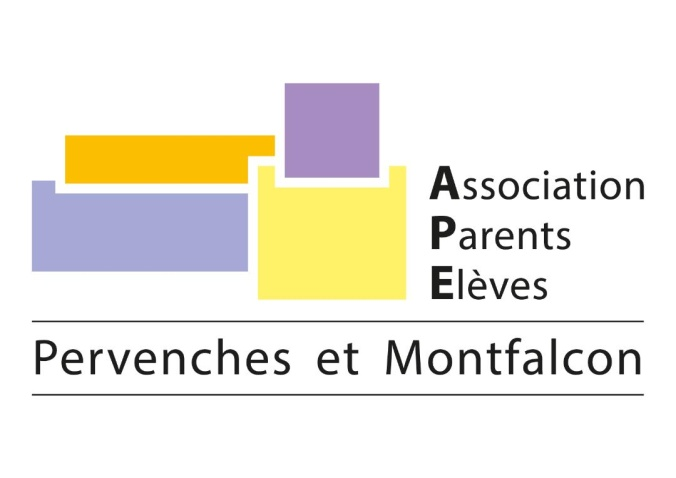 Association
Parents
Elèves
Pervenches et Montfalcon